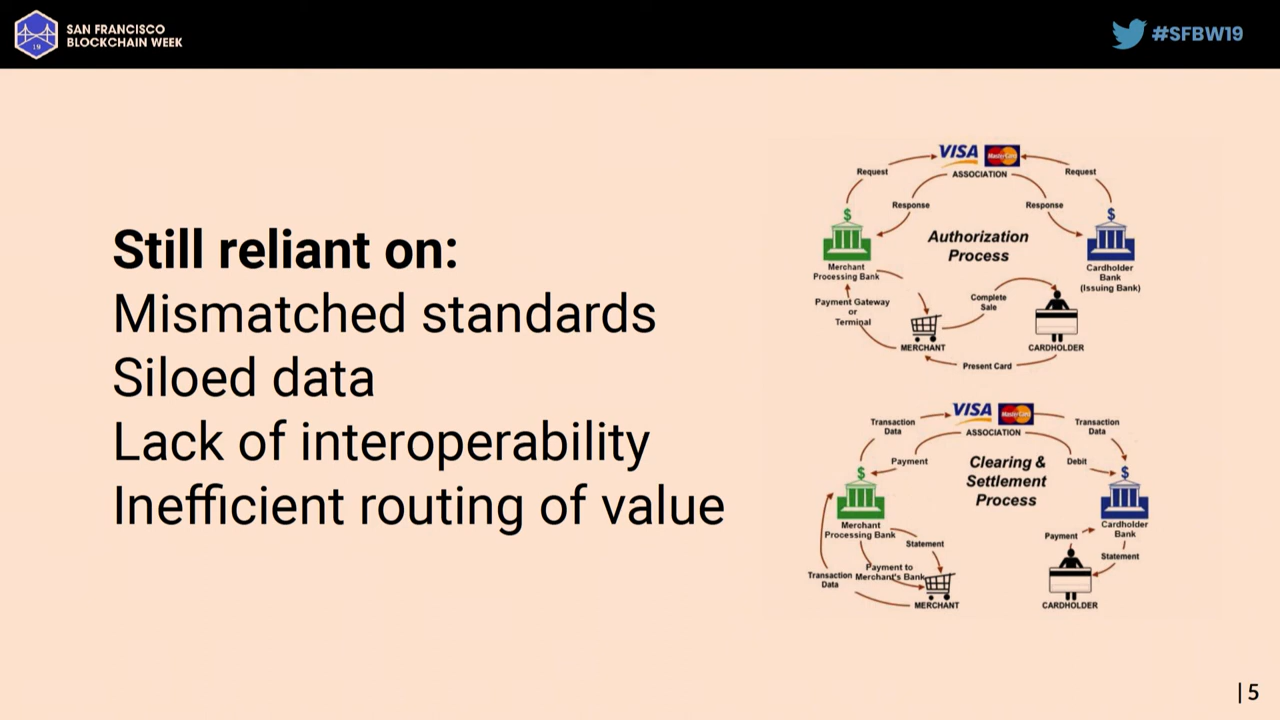 SAN FRANCISCO
BLOCKCHAIN WEEK
19
#SFBW19
Still reliant on:
Mismatched standards
Siloed data
Lack of interoperability
Inefficient routing of value
VISA MasterCard
ASSOCIATION
Request
Request
Response
Response
$
$
Authorization
Process
Merchant
Processing Bank
Cardholder
Bank
(Issuing Bank)
Payment Gateway
or
Terminal
Complete
Sale
MERCHANT
CARDHOLDER
Present Card
VISA MasterCard
ASSOCIATION
Transaction
Data
Transaction
Data
Payment
Debit
$
$
Clearing &
Settlement
Process
Merchant
Processing Bank
Cardholder
Bank
Statement
Payment
Statement
Payment to
Merchant's Bank
Transaction
Data
MERCHANT
CARDHOLDER
| 5